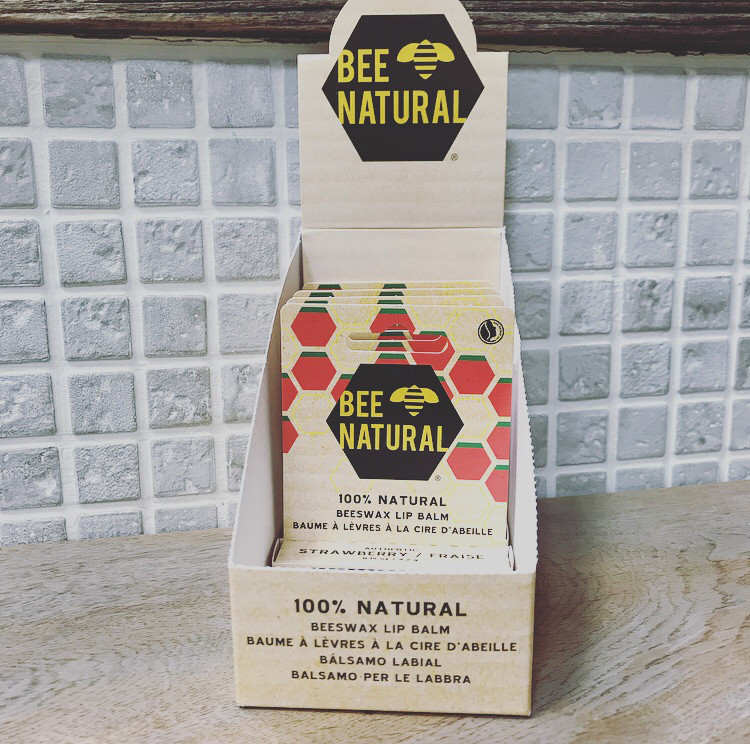 BEE
NATURAL
®
BEE
NATURAL
®
100% NATURAL
BEESWAX LIP BALM
BAUME À LÈVRES À LA CIRE D'ABEILLE
AUTHENTIC
STRAWBERRY / FRAISE
100% NATURAL
BEESWAX LIP BALM
BAUME À LÈVRES À LA CIRE D'ABEILLE
BÁLSAMO LABIAL
BALSAMO PER LE LABBRA